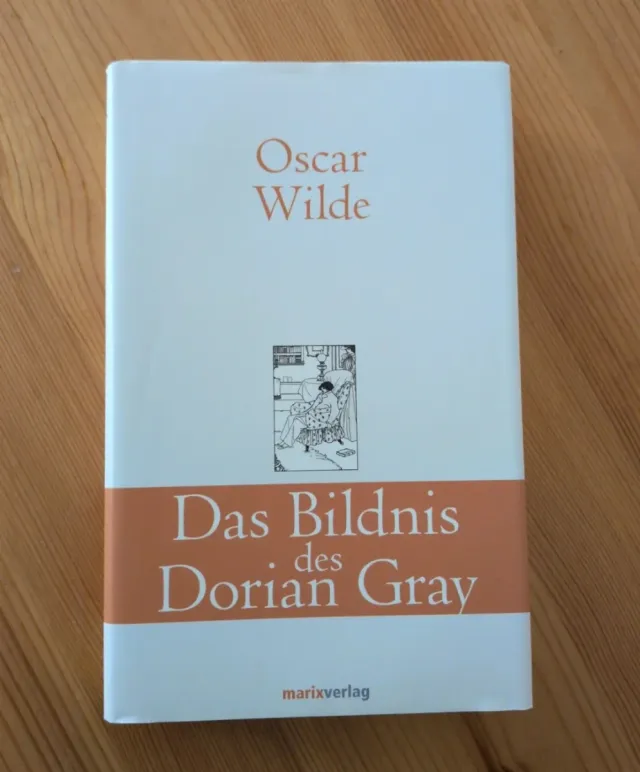 Oscar
Wilde
Das Bildnis
des
Dorian Gray
marixverlag